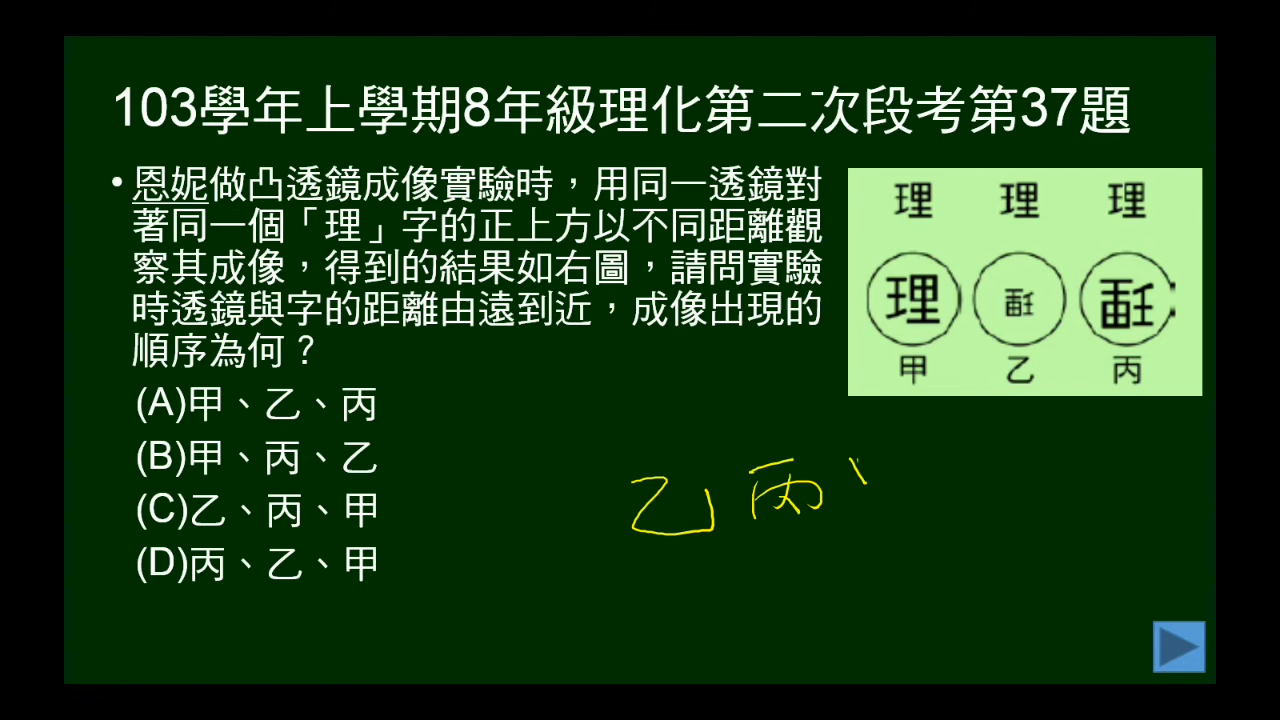 103學年上學期8年級理化第二次段考第37題
• 恩妮做凸透鏡成像實驗時，用同一透鏡對
著同一個「理」字的正上方以不同距離觀
察其成像，得到的結果如右圖，請問實驗
時透鏡與字的距離由遠到近，成像出現的
順序為何？
(A)甲、乙、丙
(B)甲、丙、乙
(C)乙、丙、甲
(D)丙、乙、甲
理 理 理
理 理 理
甲 乙 丙
乙 丙